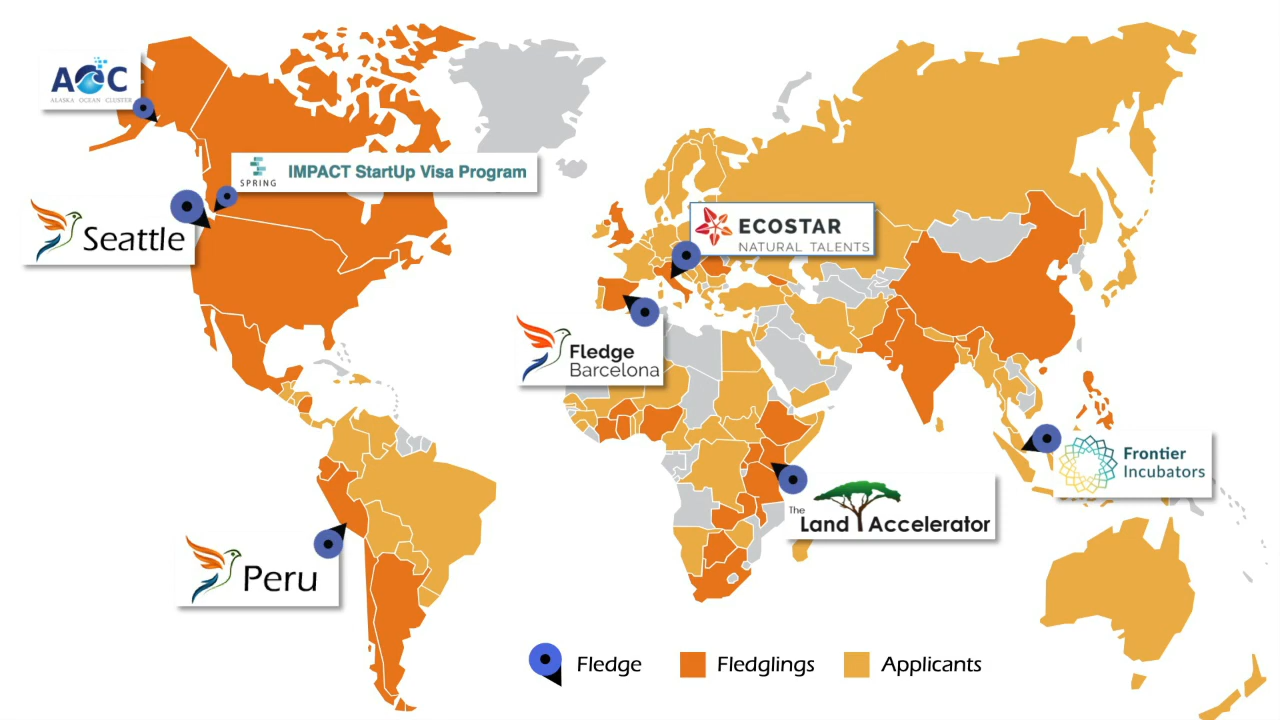 AOC
ALASKA OCEAN CLUSTER
SPRING
IMPACT StartUp Visa Program
Seattle
ECOSTAR
NATURAL TALENTS
Fledge
Barcelona
Frontier
Incubators
The
Land Accelerator
Peru
Fledge
Fledglings
Applicants